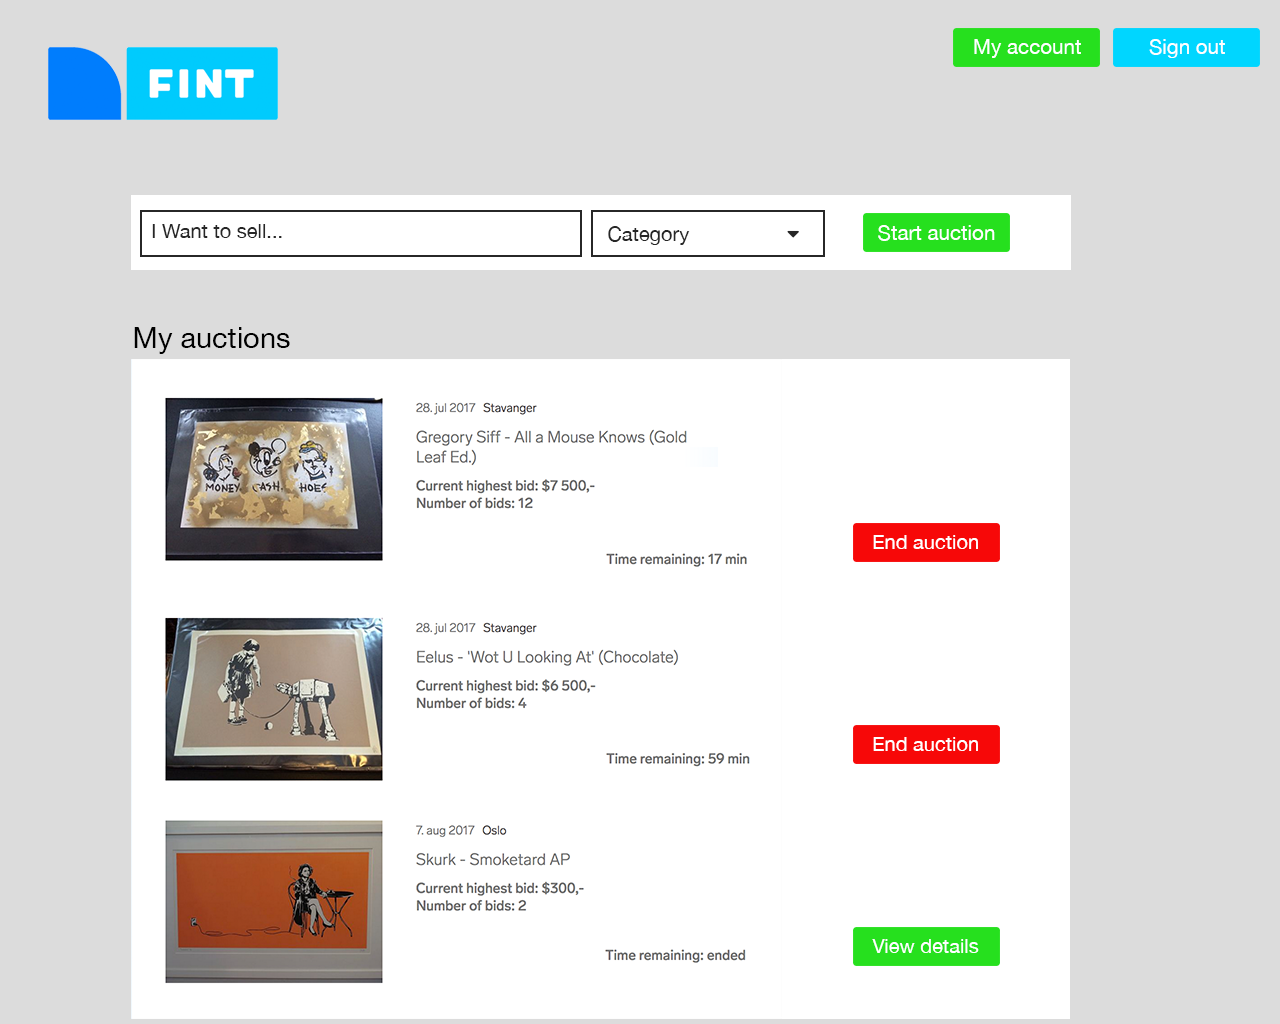 FINT
My account
Sign out
I Want to sell...
Category
Start auction
My auctions
28. jul 2017 Stavanger
Gregory Siff - All a Mouse Knows (Gold
Leaf Ed.)
Current highest bid: $7 500,-
Number of bids: 12
MONEY CASH HOES
Time remaining: 17 min
End auction
28. jul 2017 Stavanger
Eelus - 'Wot U Looking At' (Chocolate)
Current highest bid: $6 500,-
Number of bids: 4
Time remaining: 59 min
End auction
7. aug 2017 Oslo
Skurk - Smoketard AP
Current highest bid: $300,-
Number of bids: 2
Time remaining: ended
View details